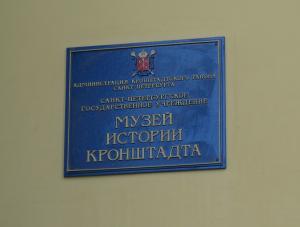 АДМИНИСТРАЦИЯ КРОНШТАДТСКОГО РАЙОНА
САНКТ-ПЕТЕРБУРГА
САНКТ-ПЕТЕРБУРГСКОЕ
ГОСУДАРСТВЕННОЕ УЧРЕЖДЕНИЕ
МУЗЕЙ
ИСТОРИИ
КРОНШТАДТА